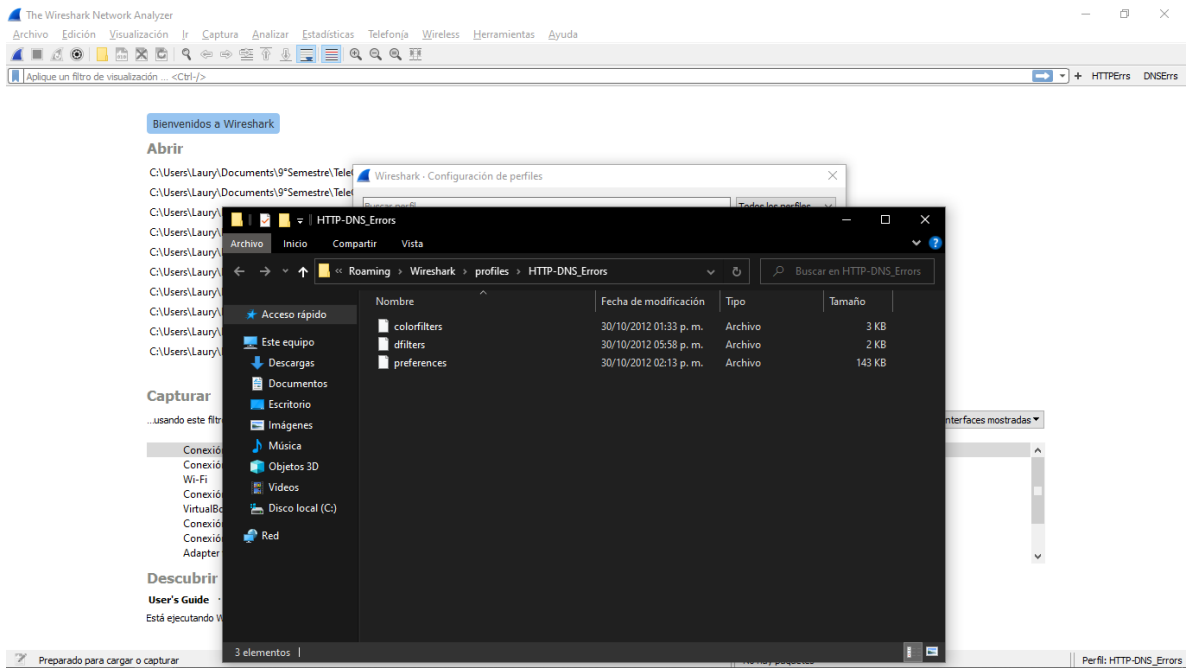 The Wireshark Network Analyzer
Archivo Edición Visualización Ir Captura Analizar Estadísticas Telefonía Wireless Herramientas Ayuda
Aplique un filtro de visualización ... <Ctrl-/>
+ HTTPErrs DNSErrs
Bienvenidos a Wireshark
Abrir
C:\Users\Laury\Documents\9°Semestre\Tele
C:\Users\Laury\Documents\9°Semestre\Tele
C:\Users\Laury\
C:\Users\Laury\
C:\Users\Laury\
C:\Users\Laury\
C:\Users\Laury\
C:\Users\Laury\
C:\Users\Laury\
C:\Users\Laury\
Wireshark · Configuración de perfiles
Buscar perfil
Todos los perfiles
HTTP-DNS_Errors
Archivo Inicio Compartir Vista
« Roaming > Wireshark > profiles > HTTP-DNS_Errors
Buscar en HTTP-DNS_Errors
Nombre Fecha de modificación Tipo Tamaño
colorfilters 30/10/2012 01:33 p. m. Archivo 3 KB
dfilters 30/10/2012 05:58 p. m. Archivo 2 KB
preferences 30/10/2012 02:13 p. m. Archivo 143 KB
Acceso rápido
Este equipo
Descargas
Documentos
Escritorio
Imágenes
Música
Objetos 3D
Videos
Disco local (C:)
Red
3 elementos
Capturar
...usando este filtr
nterfaces mostradas
Conexió
Conexió
Wi-Fi
Conexió
VirtualBo
Conexió
Conexió
Adapter
Descubrir
User's Guide ·
Está ejecutando W
Preparado para cargar o capturar
No hay paquetes
Perfil: HTTP-DNS_Errors